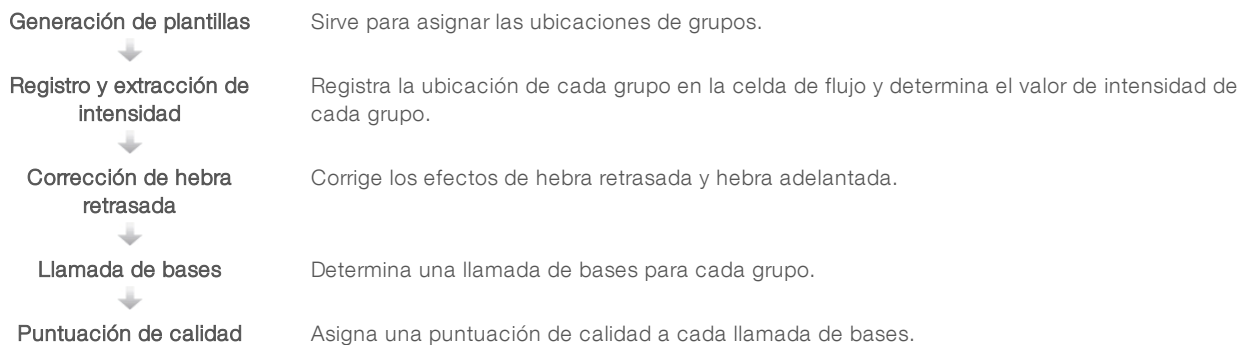 Generación de plantillas
Sirve para asignar las ubicaciones de grupos.
Registro y extracción de
intensidad
Registra la ubicación de cada grupo en la celda de flujo y determina el valor de intensidad de
cada grupo.
Corrección de hebra
retrasada
Corrige los efectos de hebra retrasada y hebra adelantada.
Llamada de bases
Determina una llamada de bases para cada grupo.
Puntuación de calidad
Asigna una puntuación de calidad a cada llamada de bases.